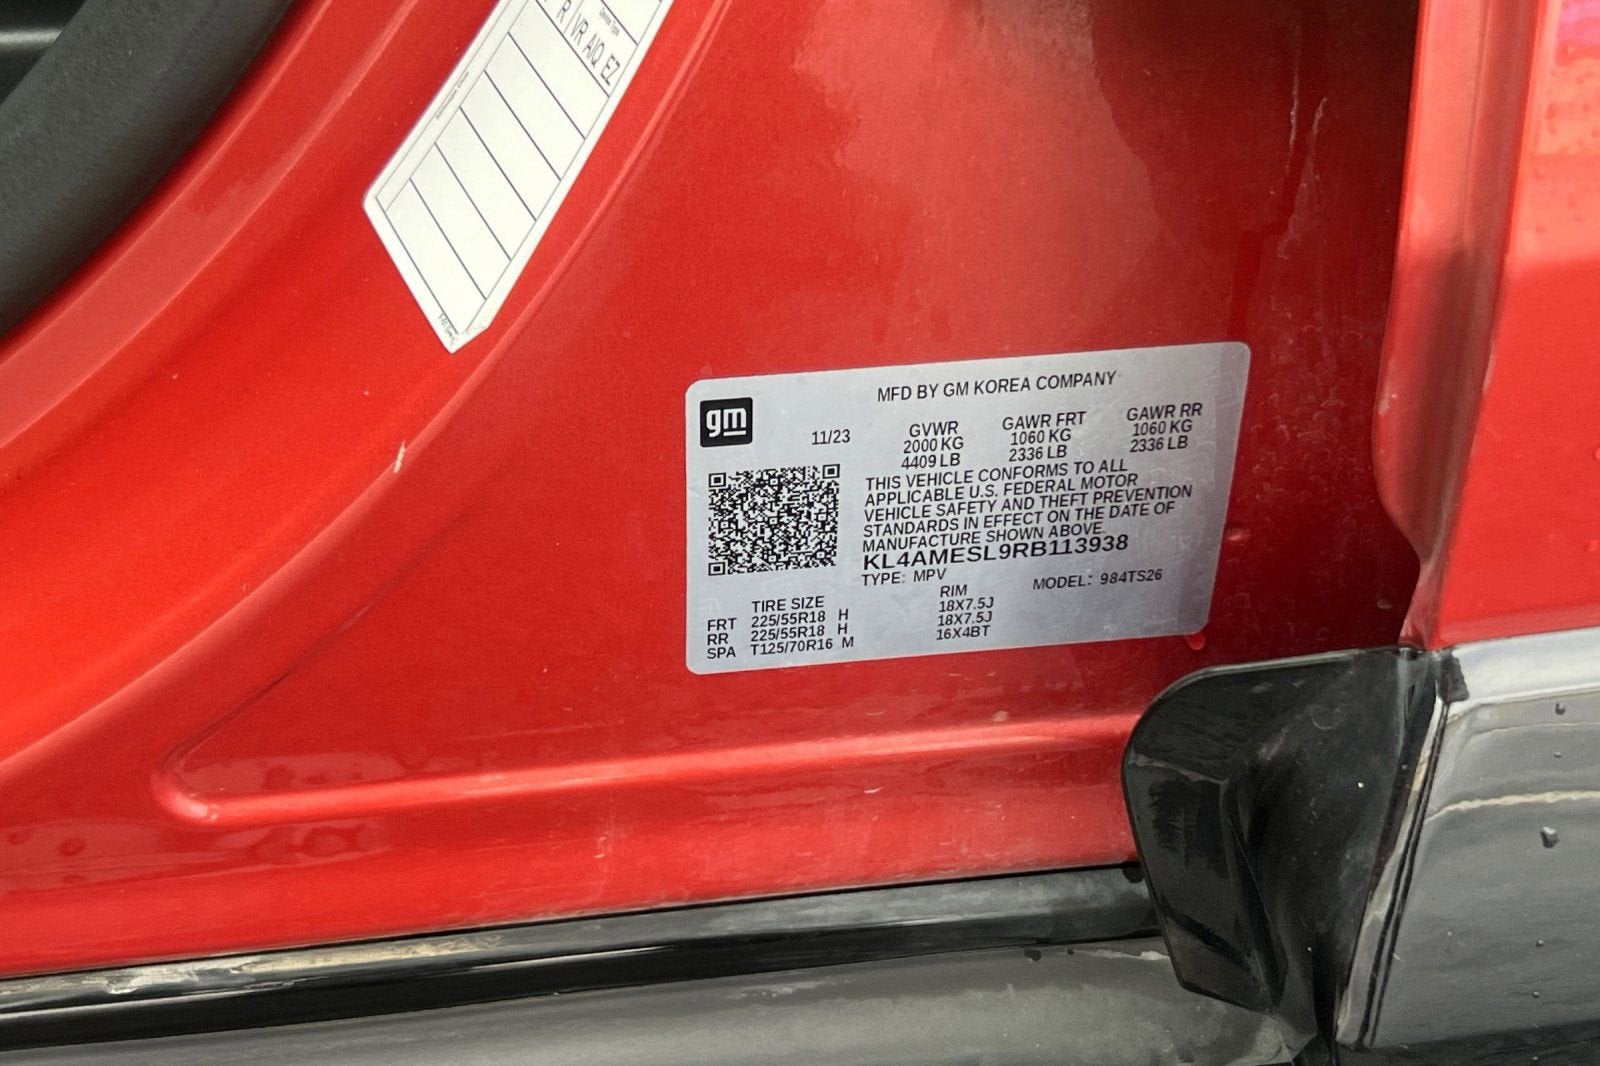 R IVR AIQ EZ
gm
MFD BY GM KOREA COMPANY
11/23
GVWR GAWR FRT GAWR RR
2000 KG 1060 KG 1060 KG
4409 LB 2336 LB 2336 LB
THIS VEHICLE CONFORMS TO ALL
APPLICABLE U.S. FEDERAL MOTOR
VEHICLE SAFETY AND THEFT PREVENTION
STANDARDS IN EFFECT ON THE DATE OF
MANUFACTURE SHOWN ABOVE.
KL4AMESL9RB113938
TYPE: MPV MODEL: 984TS26
TIRE SIZE RIM
FRT 225/55R18 H 18X7.5J
RR 225/55R18 H 18X7.5J
SPA T125/70R16 M 16X4BT